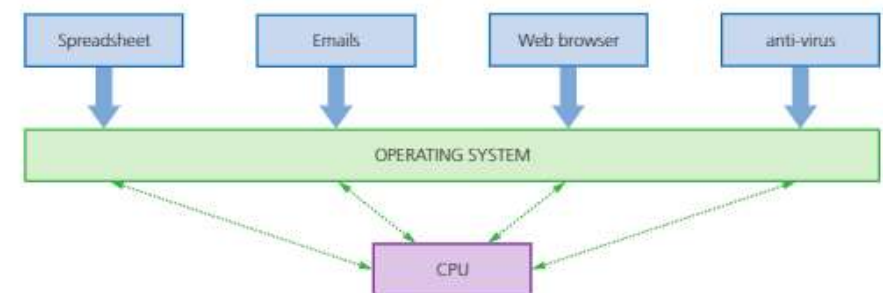 Spreadsheet
Emails
Web browser
anti-virus
OPERATING SYSTEM
CPU